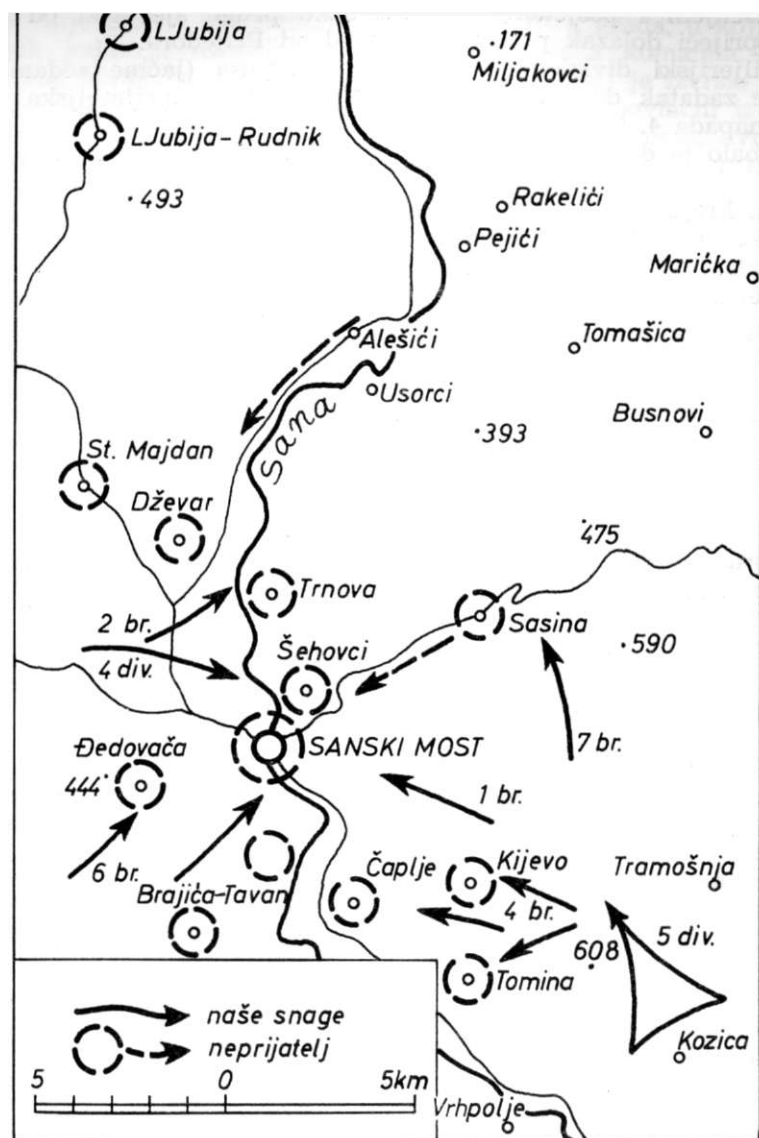 LJubija
171
Miljakovci
LJubija-Rudnik
493
Rakelići
Pejići
Marička
Alešići
Tomašica
Usorci
Busnovi
Sana
393
St. Majdan
Dževar
475
Trnova
Sasina
2 br.
590
4 div.
Šehovci
7 br.
SANSKI MOST
Đedovača
444
1 br.
6 br.
Čaplje
Kijevo
Tramošnja
Brajića-Tavan
4 br.
5 div.
608
Tomina
naše snage
neprijatelj
Kozica
5 0 5km
Vrhpolje